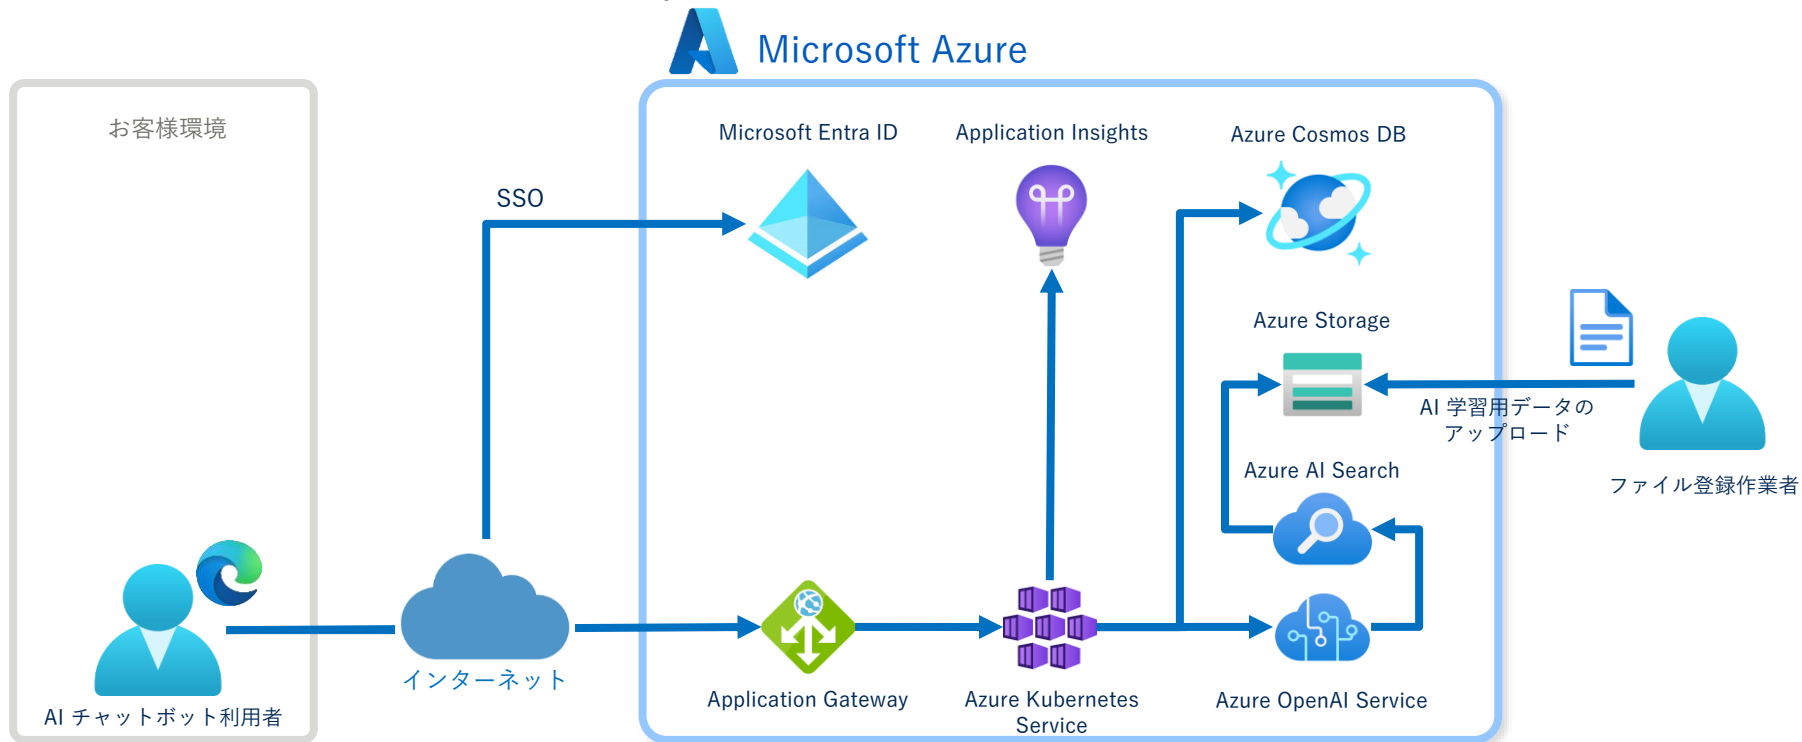 Microsoft Azure
お客様環境
Microsoft Entra ID
Application Insights
Azure Cosmos DB
SSO
Azure Storage
AI 学習用データの
アップロード
Azure AI Search
ファイル登録作業者
インターネット
AI チャットボット利用者
Application Gateway
Azure Kubernetes
Service
Azure OpenAI Service